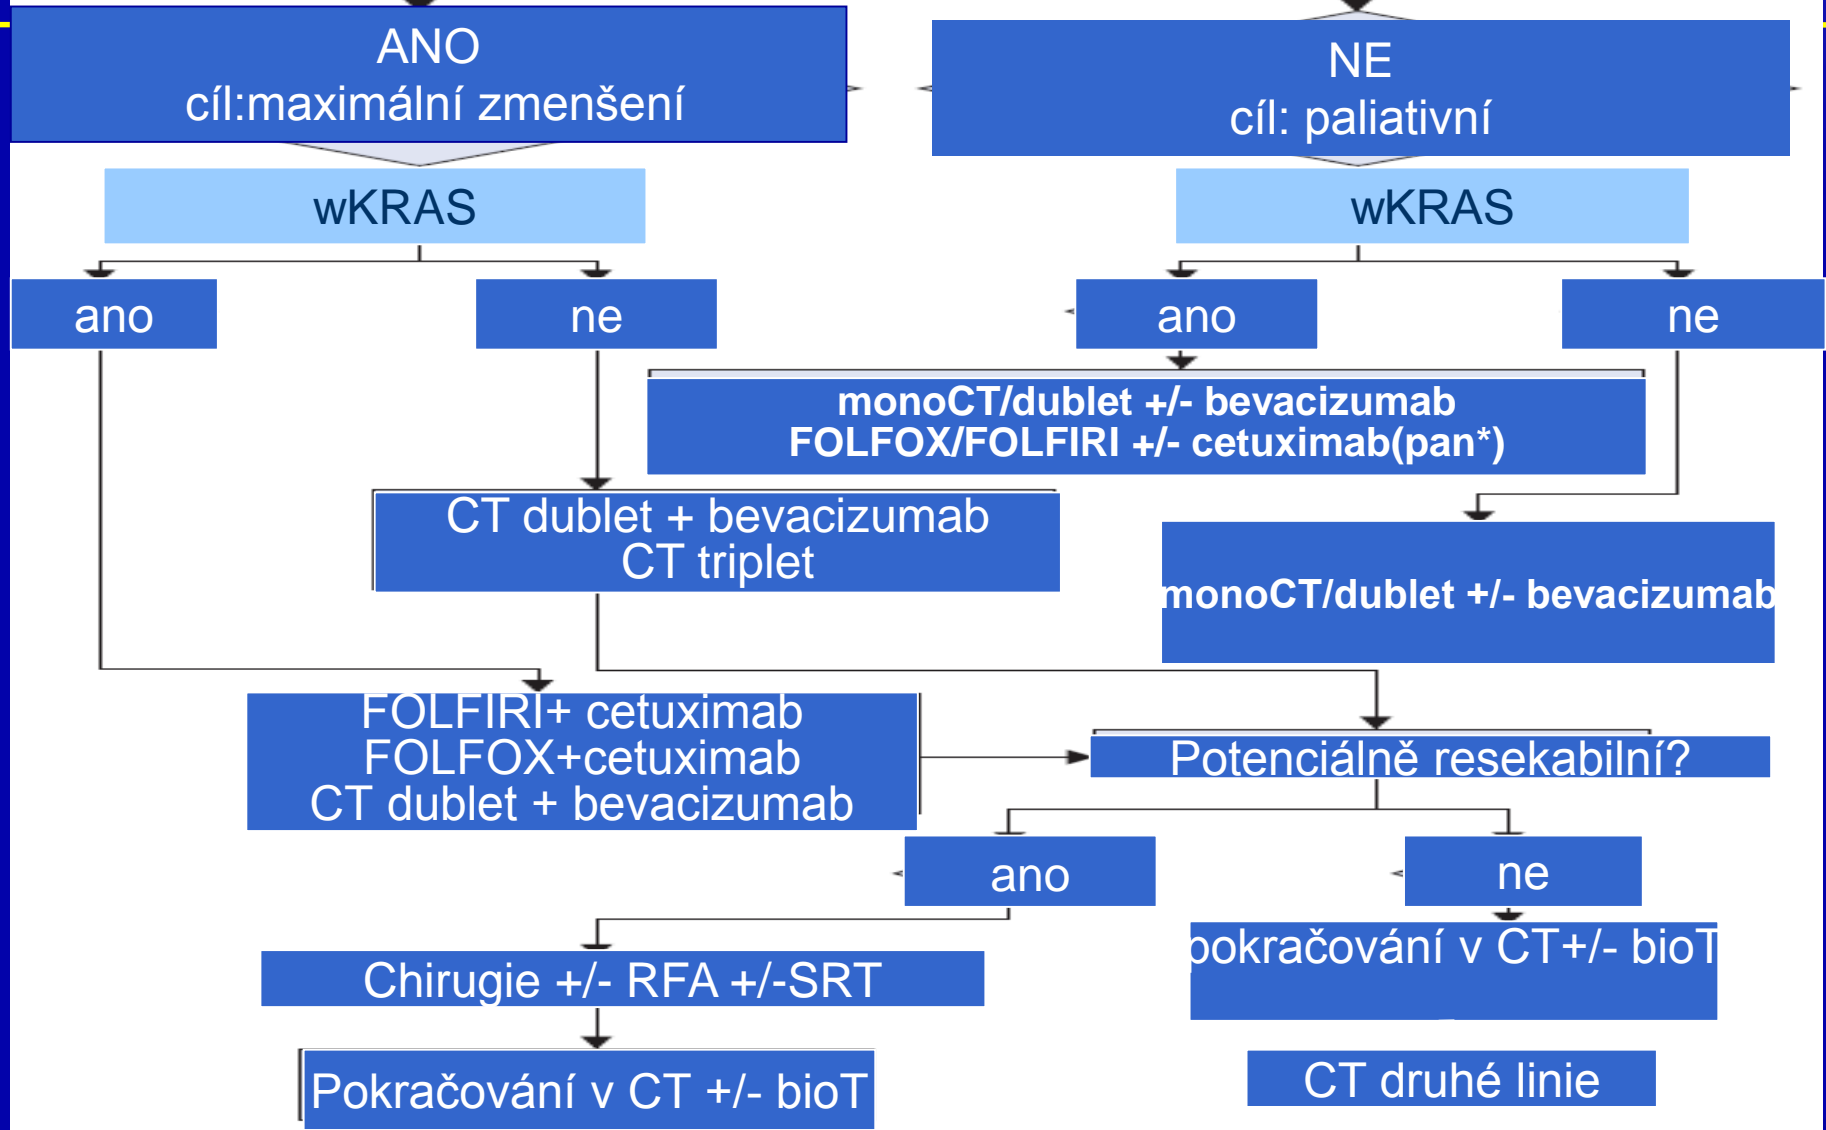 ANO
cíl:maximální zmenšení
NE
cíl: paliativní
wKRAS
wKRAS
ano
ne
ano
ne
monoCT/dublet +/- bevacizumab
FOLFOX/FOLFIRI +/- cetuximab(pan*)
CT dublet + bevacizumab
CT triplet
monoCT/dublet +/- bevacizumab
FOLFIRI+ cetuximab
FOLFOX+cetuximab
CT dublet + bevacizumab
Potenciálně resekabilní?
ano
ne
Chirugie +/- RFA +/-SRT
pokračování v CT+/- bioT
Pokračování v CT +/- bioT
CT druhé linie